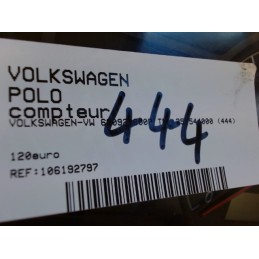 VOLKSWAGEN
POLO
compteur
444
VOLKSWAGEN-VW (444)
120euro
REF:106192797